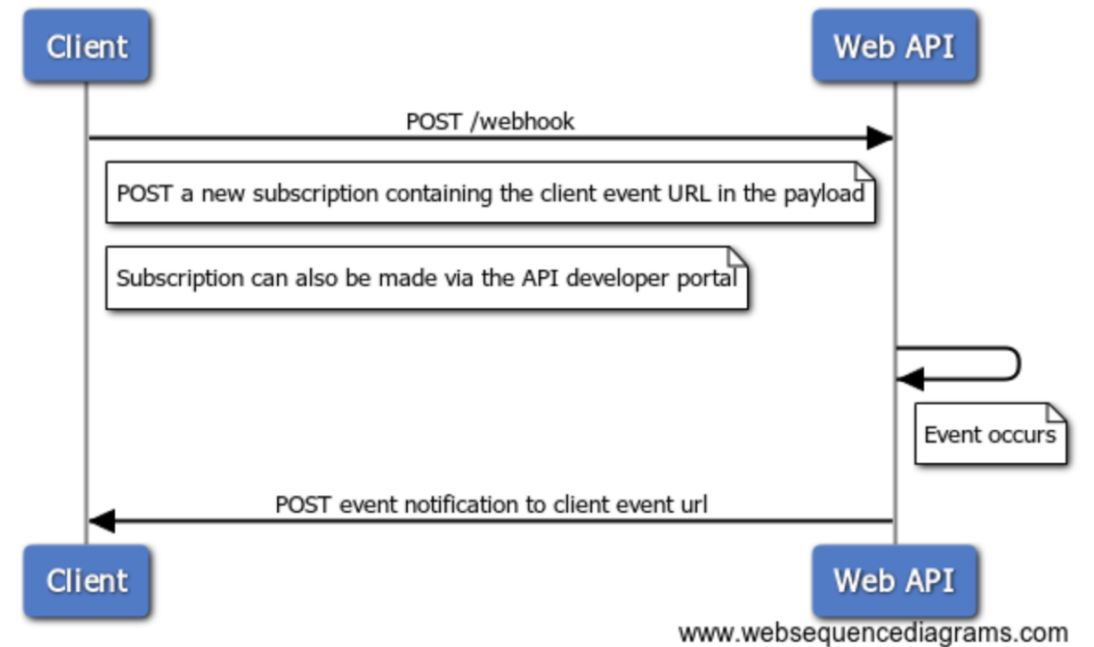 Client
Web API
POST /webhook
POST a new subscription containing the client event URL in the payload
Subscription can also be made via the API developer portal
Event occurs
POST event notification to client event url
Client
Web API
www.websequencediagrams.com